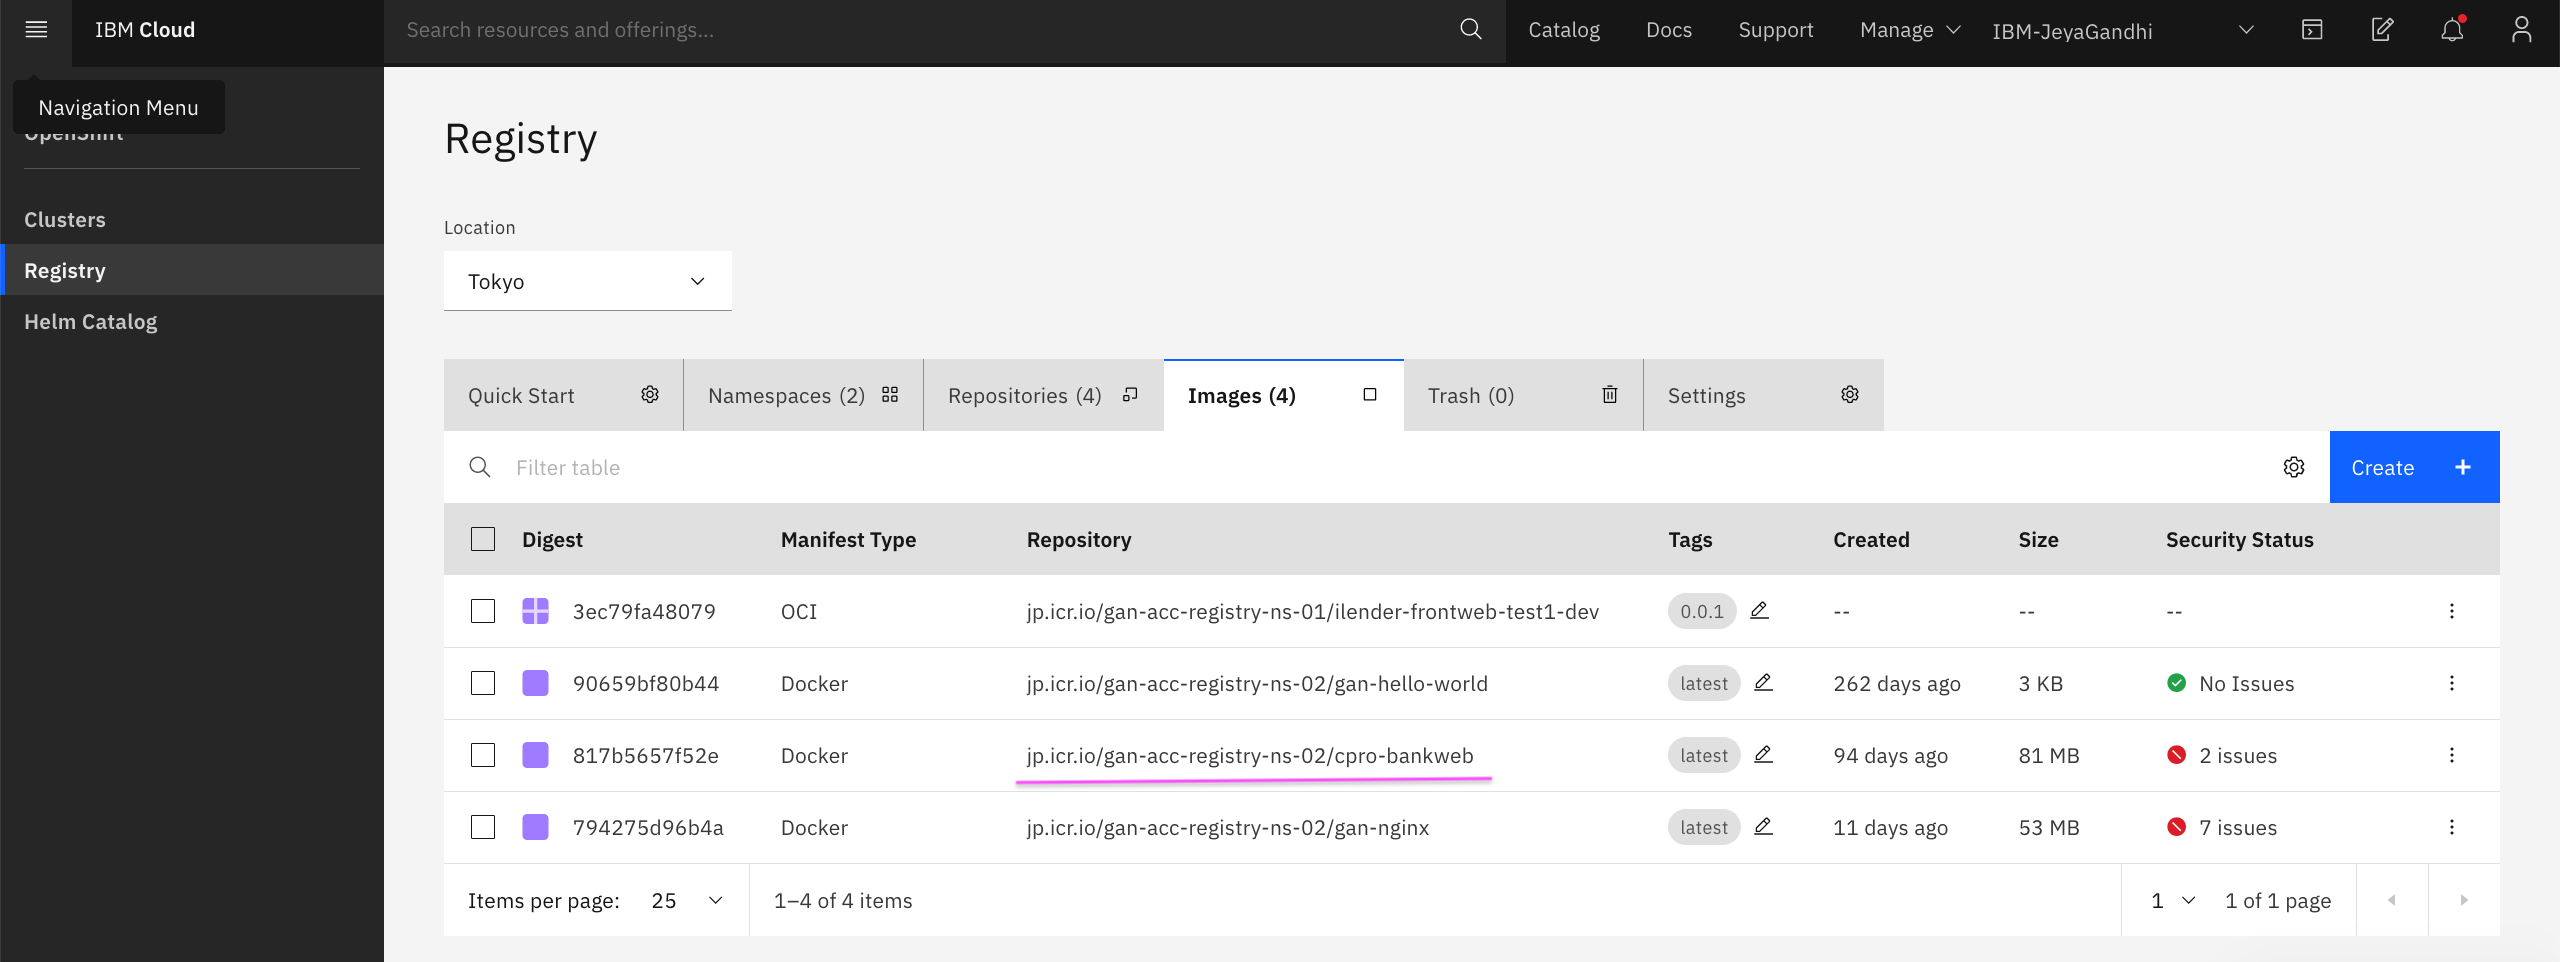 IBM Cloud
Search resources and offerings...
Catalog
Docs
Support
Manage
IBM-JeyaGandhi
Navigation Menu
OpenShift
Clusters
Registry
Helm Catalog
Registry
Location
Tokyo
Quick Start
Namespaces (2)
Repositories (4)
Images (4)
Trash (0)
Settings
Filter table
Create +
Digest Manifest Type Repository Tags Created Size Security Status
3ec79fa48079 OCI jp.icr.io/gan-acc-registry-ns-01/ilender-frontweb-test1-dev 0.0.1 -- -- --
90659bf80b44 Docker jp.icr.io/gan-acc-registry-ns-02/gan-hello-world latest 262 days ago 3 KB No Issues
817b5657f52e Docker jp.icr.io/gan-acc-registry-ns-02/cpro-bankweb latest 94 days ago 81 MB 2 issues
794275d96b4a Docker jp.icr.io/gan-acc-registry-ns-02/gan-nginx latest 11 days ago 53 MB 7 issues
Items per page: 25 1–4 of 4 items 1 1 of 1 page